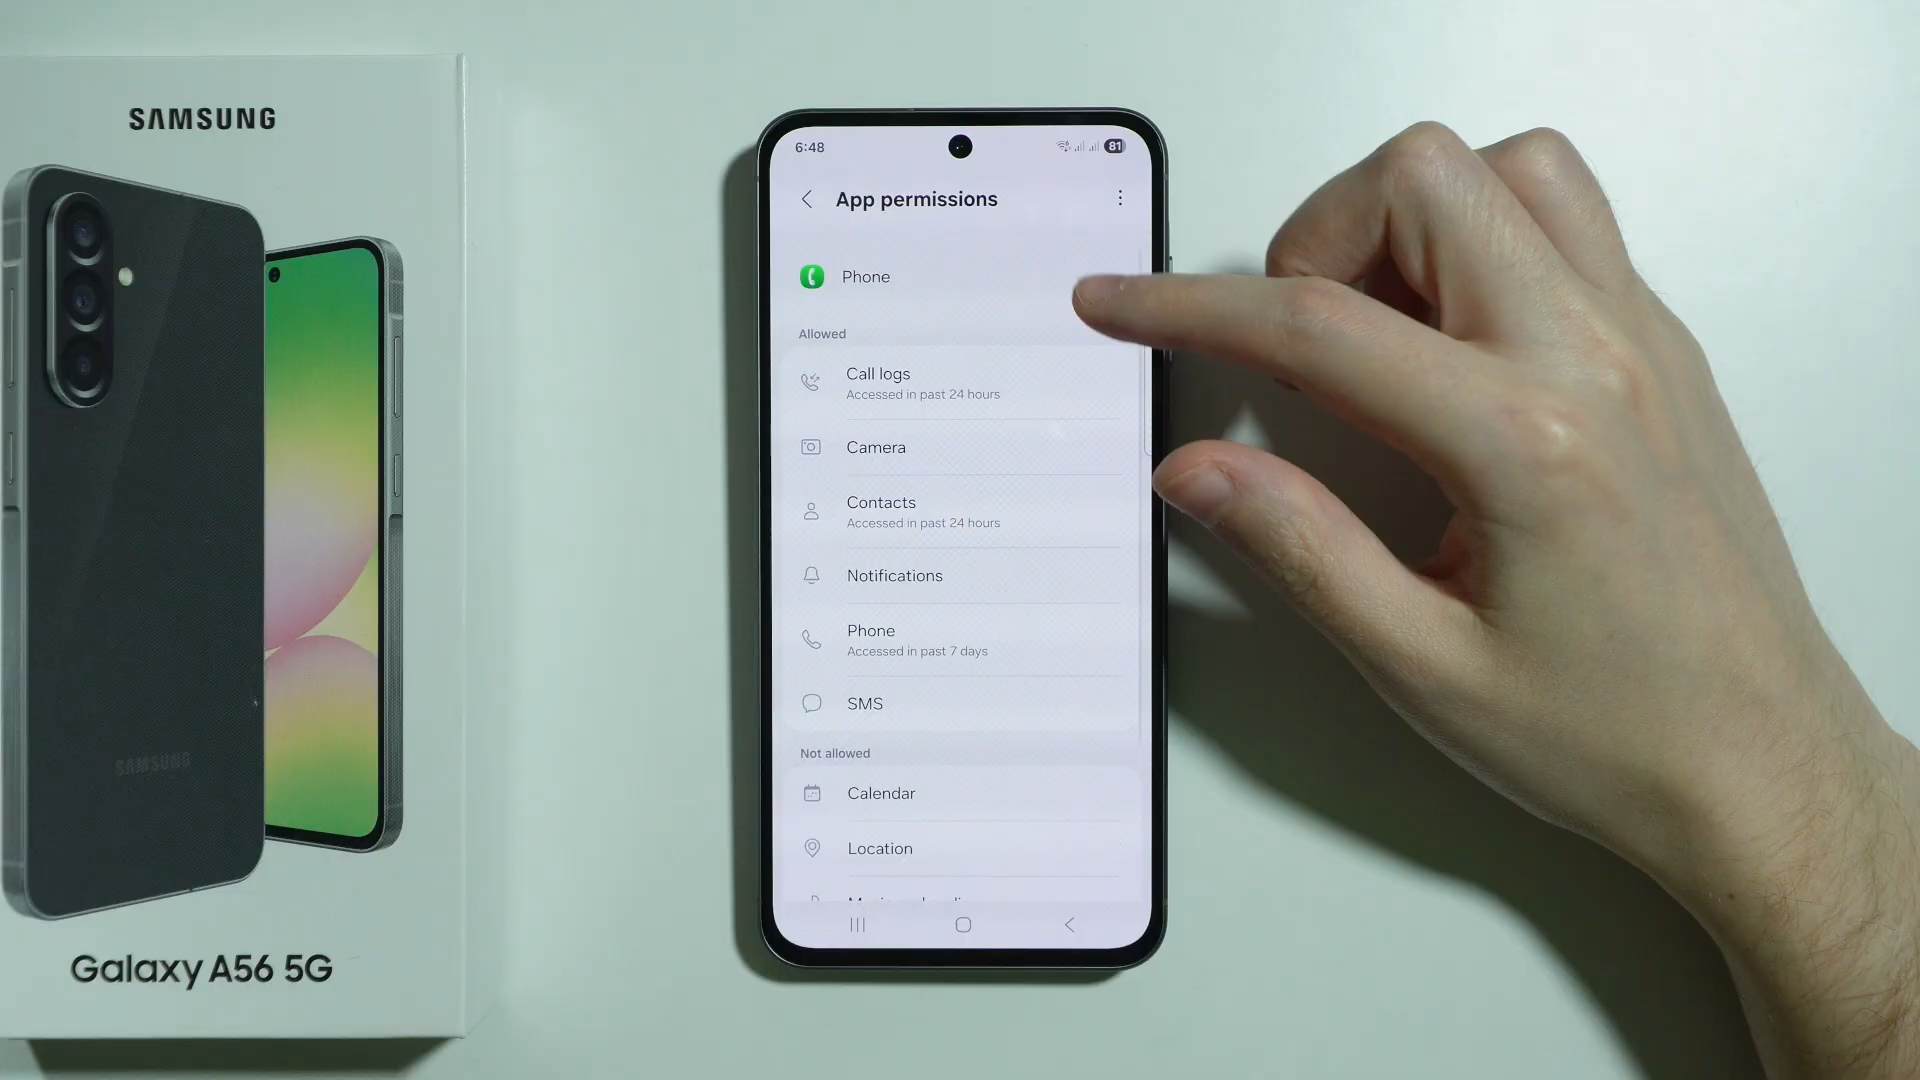 SAMSUNG
SAMSUNG
Galaxy A56 5G
6:48
81
App permissions
Phone
Allowed
Call logs
Accessed in past 24 hours
Camera
Contacts
Accessed in past 24 hours
Notifications
Phone
Accessed in past 7 days
SMS
Not allowed
Calendar
Location